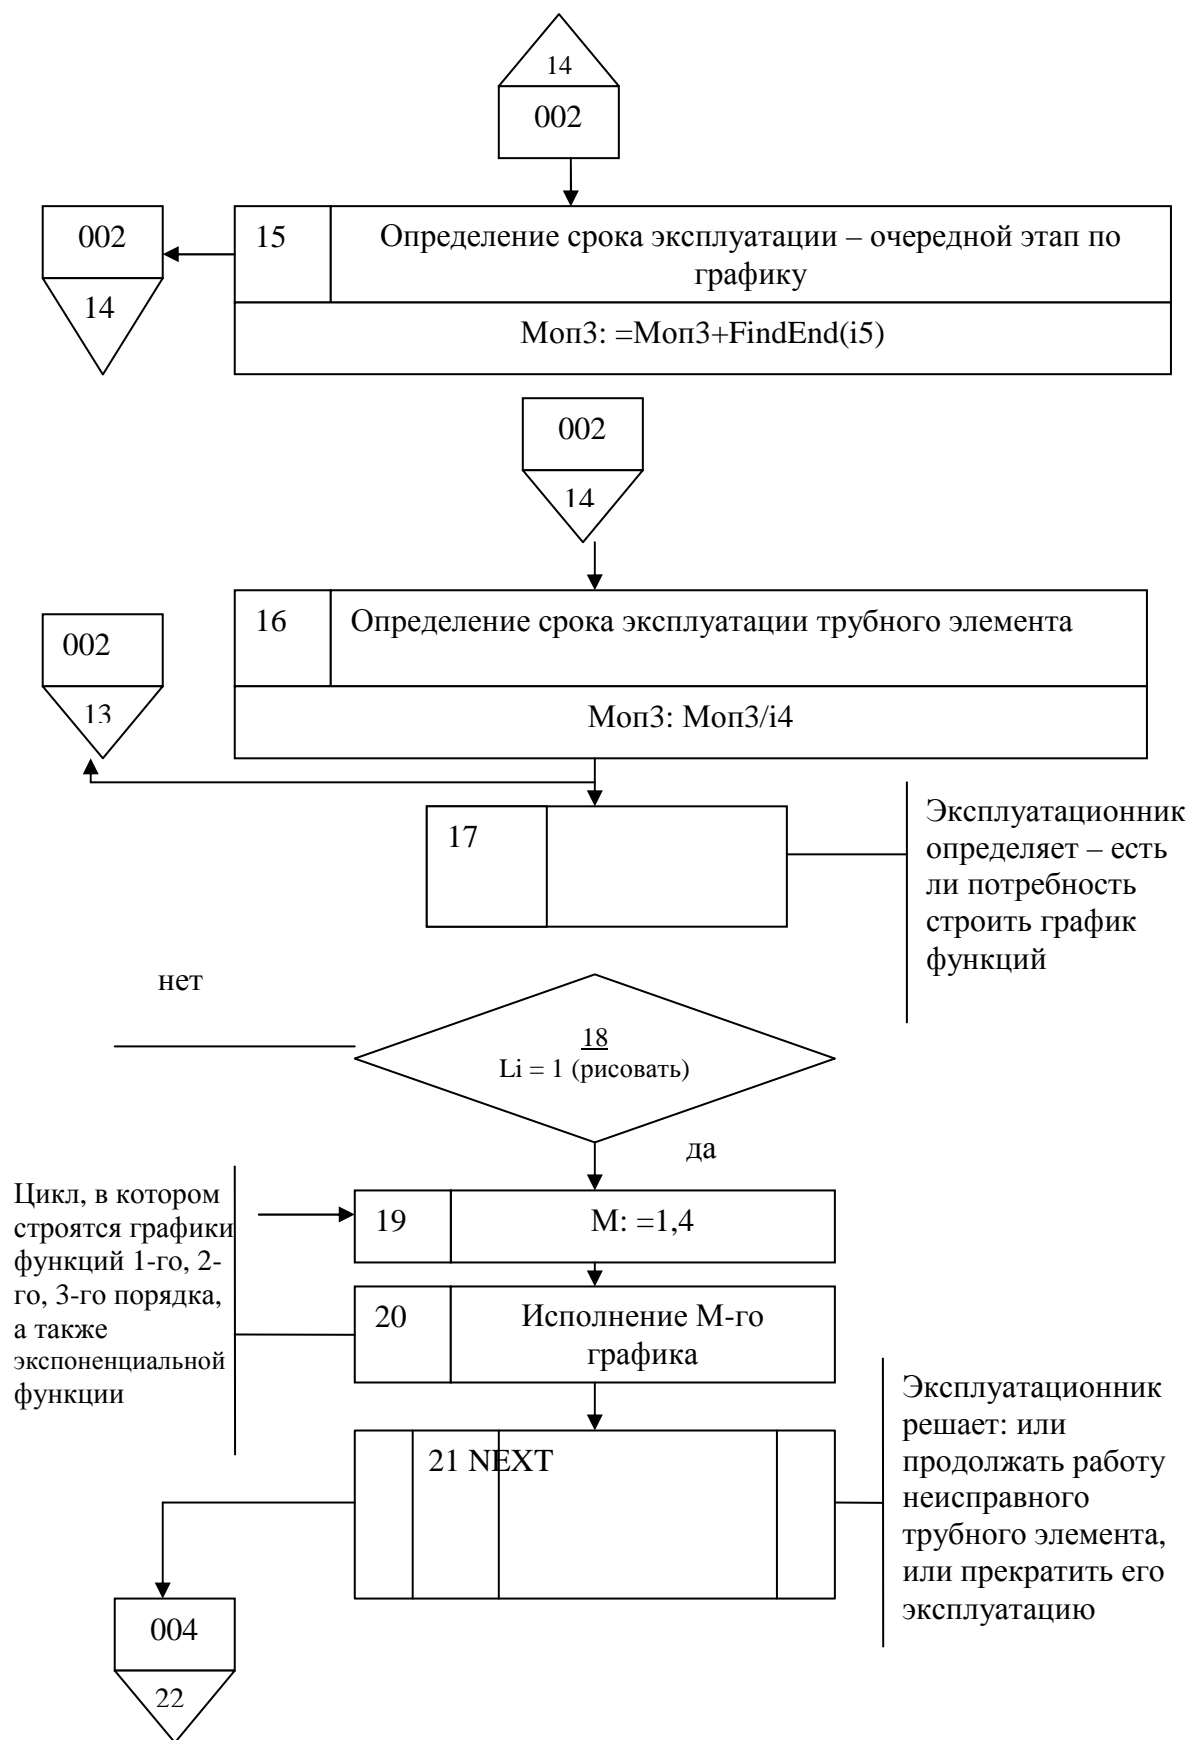 14
002
002
14
15
Определение срока эксплуатации – очередной этап по
графику
Моп3: =Моп3+FindEnd(i5)
002
14
002
13
16
Определение срока эксплуатации трубного элемента
Моп3: Моп3/i4
17
Эксплуатационник
определяет – есть
ли потребность
строить график
функций
нет
18
Li = 1 (рисовать)
да
Цикл, в котором
строятся графики
функций 1-го, 2-
го, 3-го порядка,
а также
экспоненциальной
функции
19
М: =1,4
20
Исполнение М-го
графика
21 NEXT
Эксплуатационник
решает: или
продолжать работу
неисправного
трубного элемента,
или прекратить его
эксплуатацию
004
22